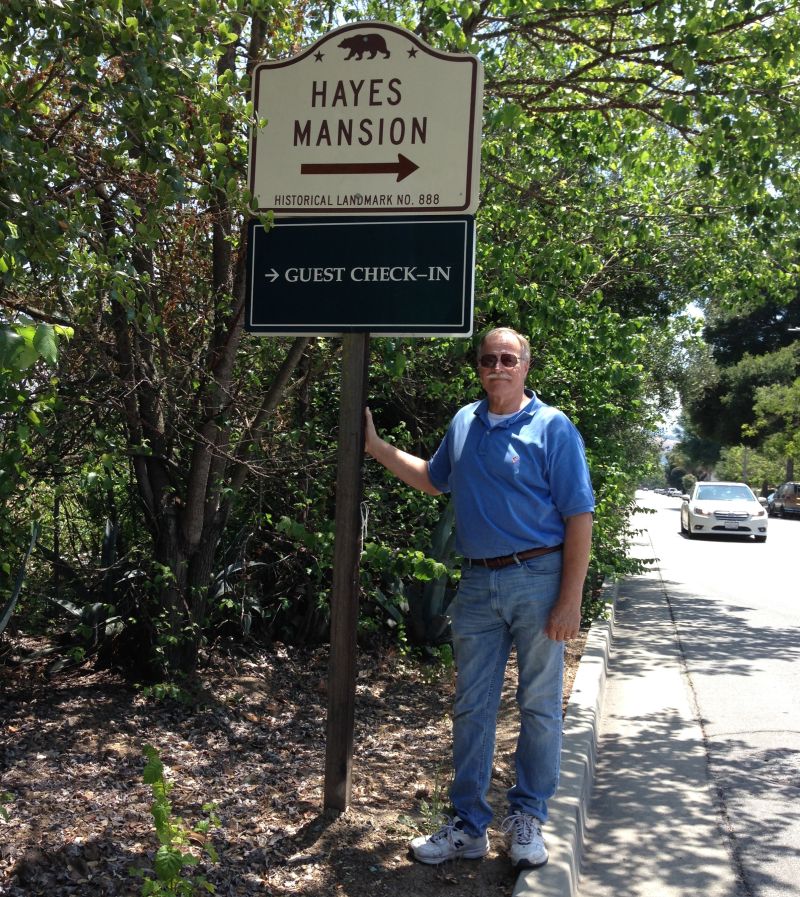 HAYES
MANSION
HISTORICAL LANDMARK NO. 888
→ GUEST CHECK-IN